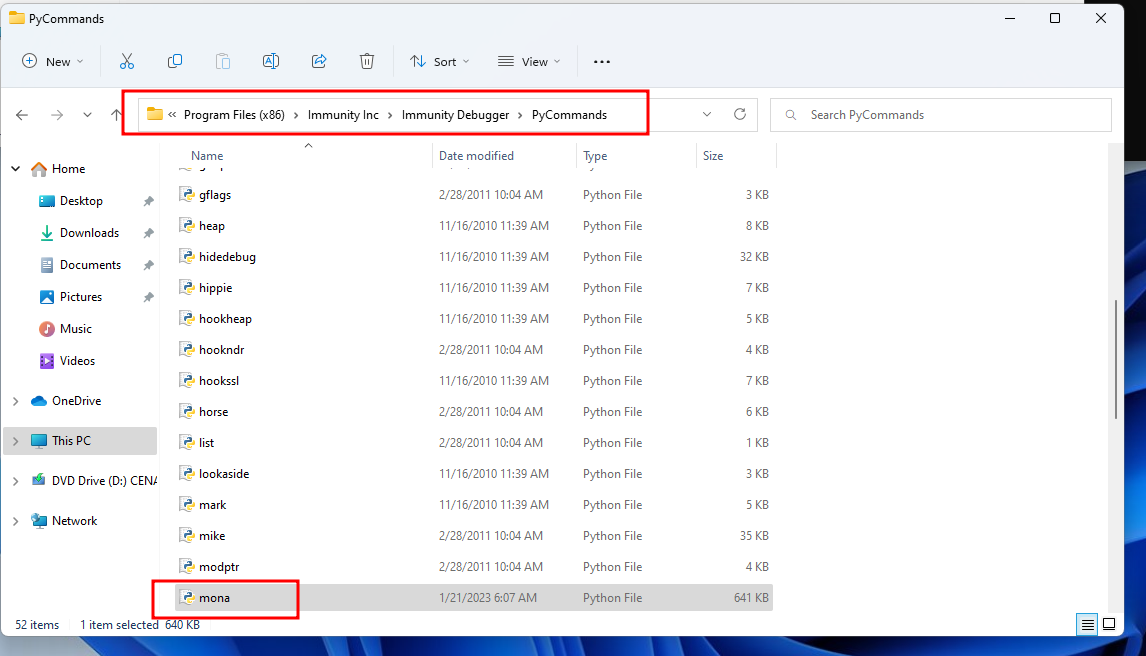 PyCommands
New Sort View
« Program Files (x86) > Immunity Inc > Immunity Debugger > PyCommands Search PyCommands
Home
Desktop
Downloads
Documents
Pictures
Music
Videos
OneDrive
This PC
DVD Drive (D:) CENA
Network
Name Date modified Type Size
gflags 2/28/2011 10:04 AM Python File 3 KB
heap 11/16/2010 11:39 AM Python File 8 KB
hidedebug 11/16/2010 11:39 AM Python File 32 KB
hippie 11/16/2010 11:39 AM Python File 7 KB
hookheap 11/16/2010 11:39 AM Python File 5 KB
hookndr 2/28/2011 10:04 AM Python File 4 KB
hookssl 11/16/2010 11:39 AM Python File 7 KB
horse 2/28/2011 10:04 AM Python File 6 KB
list 2/28/2011 10:04 AM Python File 1 KB
lookaside 11/16/2010 11:39 AM Python File 3 KB
mark 11/16/2010 11:39 AM Python File 5 KB
mike 2/28/2011 10:04 AM Python File 35 KB
modptr 2/28/2011 10:04 AM Python File 4 KB
mona 1/21/2023 6:07 AM Python File 641 KB
52 items 1 item selected 640 KB